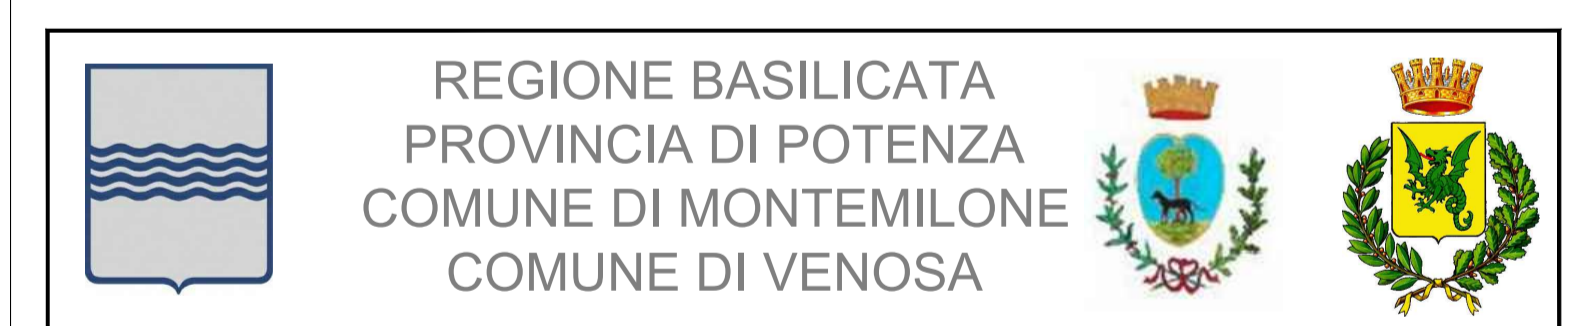 REGIONE BASILICATA
PROVINCIA DI POTENZA
COMUNE DI MONTEMILONE
COMUNE DI VENOSA